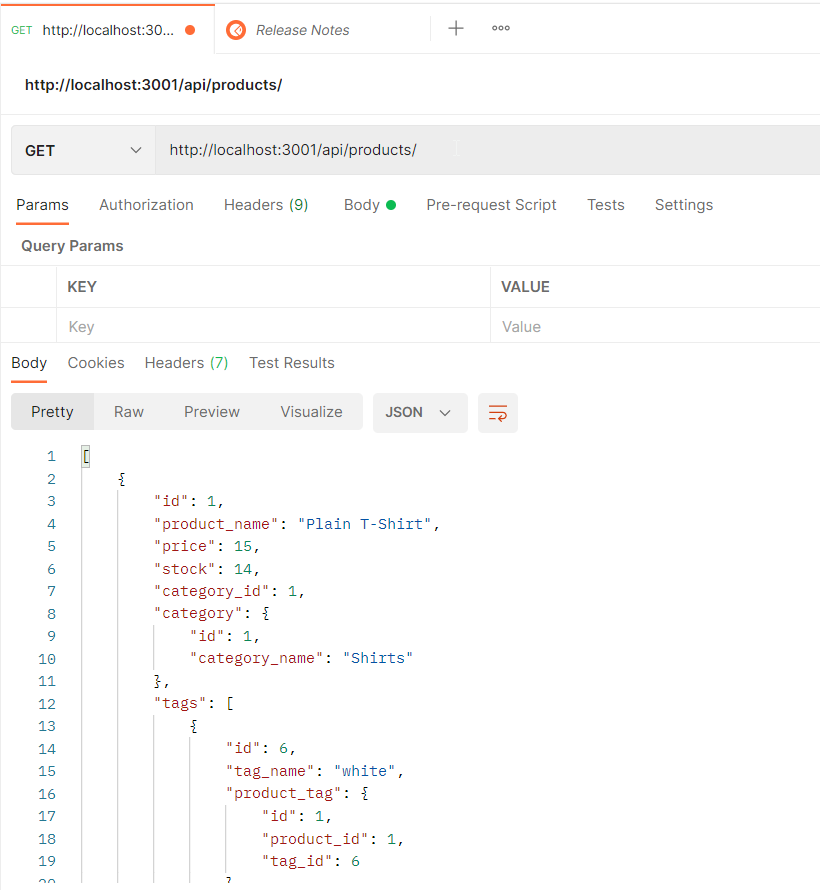 GET http://localhost:30... Release Notes
http://localhost:3001/api/products/
GET http://localhost:3001/api/products/
Params Authorization Headers (9) Body Pre-request Script Tests Settings
Query Params
KEY VALUE
Key Value
Body Cookies Headers (7) Test Results
Pretty Raw Preview Visualize JSON
1 [
2 {
3 "id": 1,
4 "product_name": "Plain T-Shirt",
5 "price": 15,
6 "stock": 14,
7 "category_id": 1,
8 "category": {
9 "id": 1,
10 "category_name": "Shirts"
11 },
12 "tags": [
13 {
14 "id": 6,
15 "tag_name": "white",
16 "product_tag": {
17 "id": 1,
18 "product_id": 1,
19 "tag_id": 6
20 }